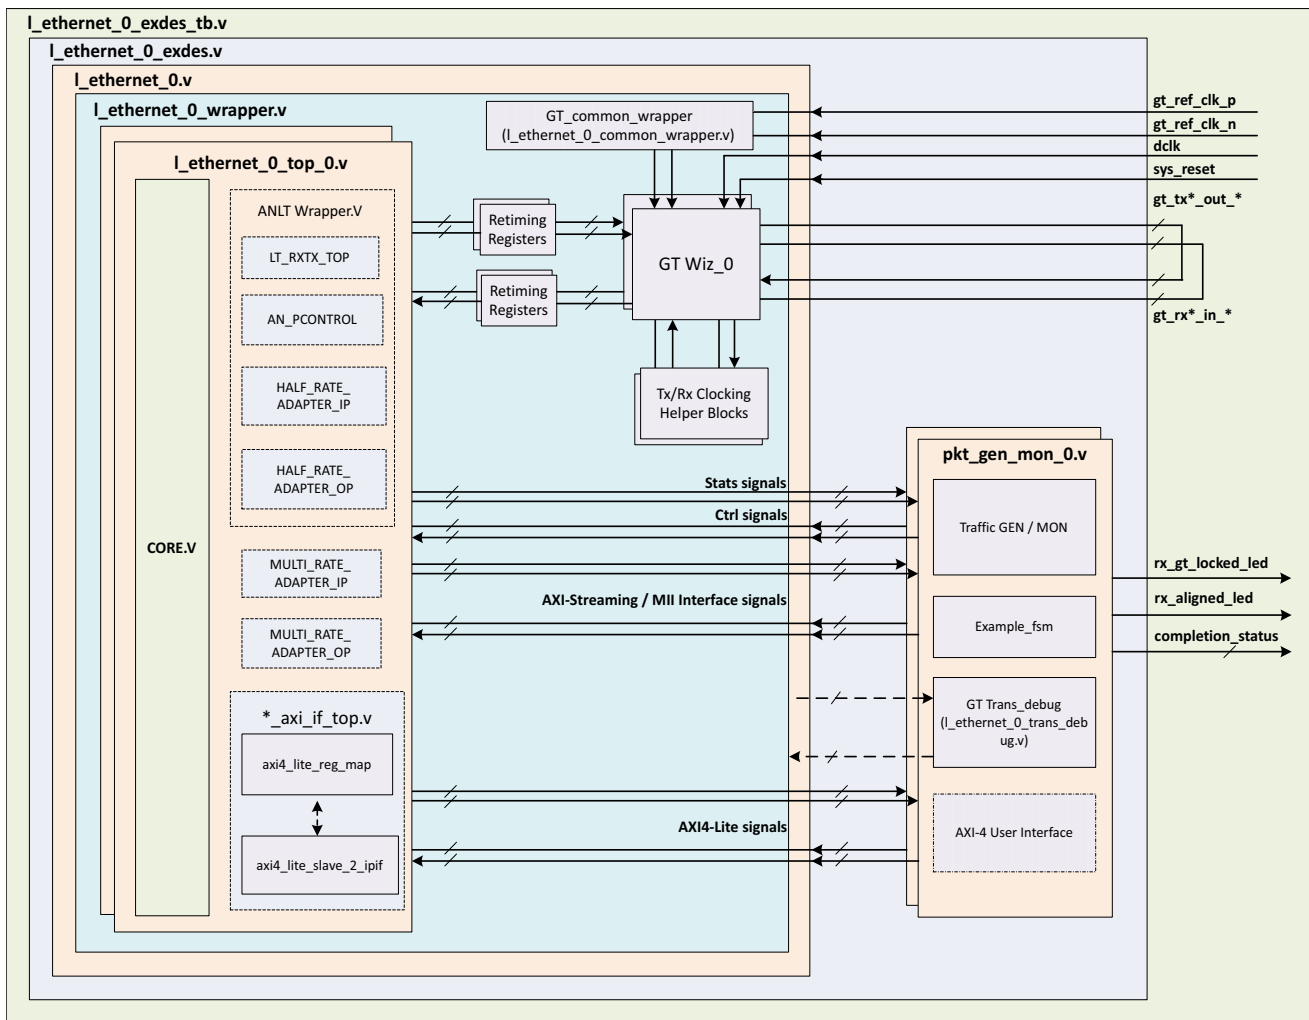 l_ethernet_0_exdes_tb.v
l_ethernet_0_exdes.v
l_ethernet_0.v
l_ethernet_0_wrapper.v
GT_common_wrapper
(l_ethernet_0_common_wrapper.v)
gt_ref_clk_p
gt_ref_clk_n
dclk
sys_reset
gt_tx*_out_*
gt_rx*_in_*
l_ethernet_0_top_0.v
CORE.V
ANLT Wrapper.V
LT_RXTX_TOP
AN_PCONTROL
HALF_RATE_
ADAPTER_IP
HALF_RATE_
ADAPTER_OP
MULTI_RATE_
ADAPTER_IP
MULTI_RATE_
ADAPTER_OP
*_axi_if_top.v
axi4_lite_reg_map
axi4_lite_slave_2_ipif
Retiming
Registers
Retiming
Registers
GT Wiz_0
Tx/Rx Clocking
Helper Blocks
Stats signals
Ctrl signals
AXI-Streaming / MII Interface signals
AXI4-Lite signals
pkt_gen_mon_0.v
Traffic GEN / MON
Example_fsm
GT Trans_debug
(l_ethernet_0_trans_deb
ug.v)
AXI-4 User Interface
rx_gt_locked_led
rx_aligned_led
completion_status